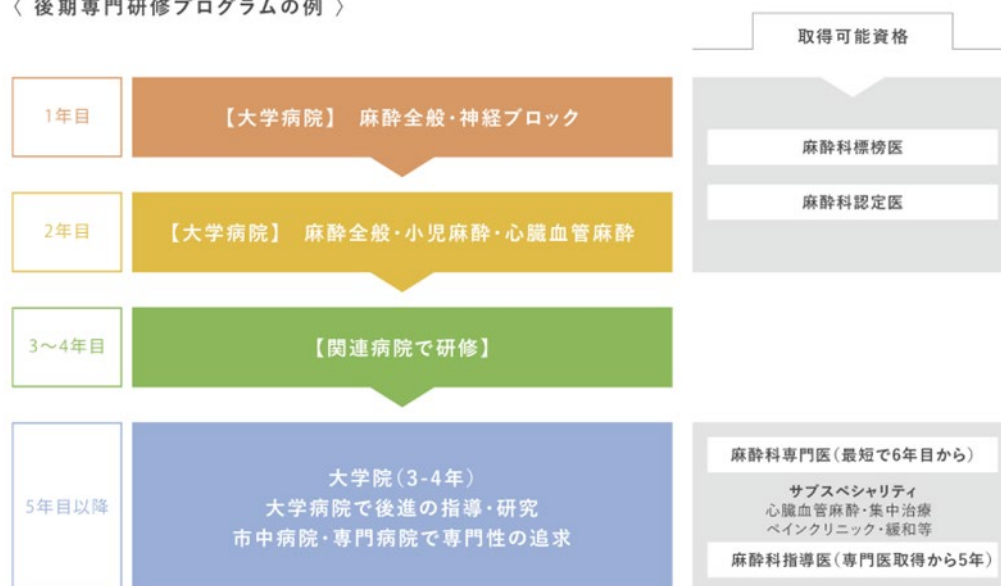 〈 後期専門研修プログラムの例 〉
取得可能資格
1年目
【大学病院】 麻酔全般・神経ブロック
麻酔科標榜医
麻酔科認定医
2年目
【大学病院】 麻酔全般・小児麻酔・心臓血管麻酔
3〜4年目
【関連病院で研修】
5年目以降
大学院(3-4年)
大学病院で後進の指導・研究
市中病院・専門病院で専門性の追求
麻酔科専門医(最短で6年目から)
サブスペシャリティ
心臓血管麻酔・集中治療
ペインクリニック・緩和等
麻酔科指導医(専門医取得から5年)